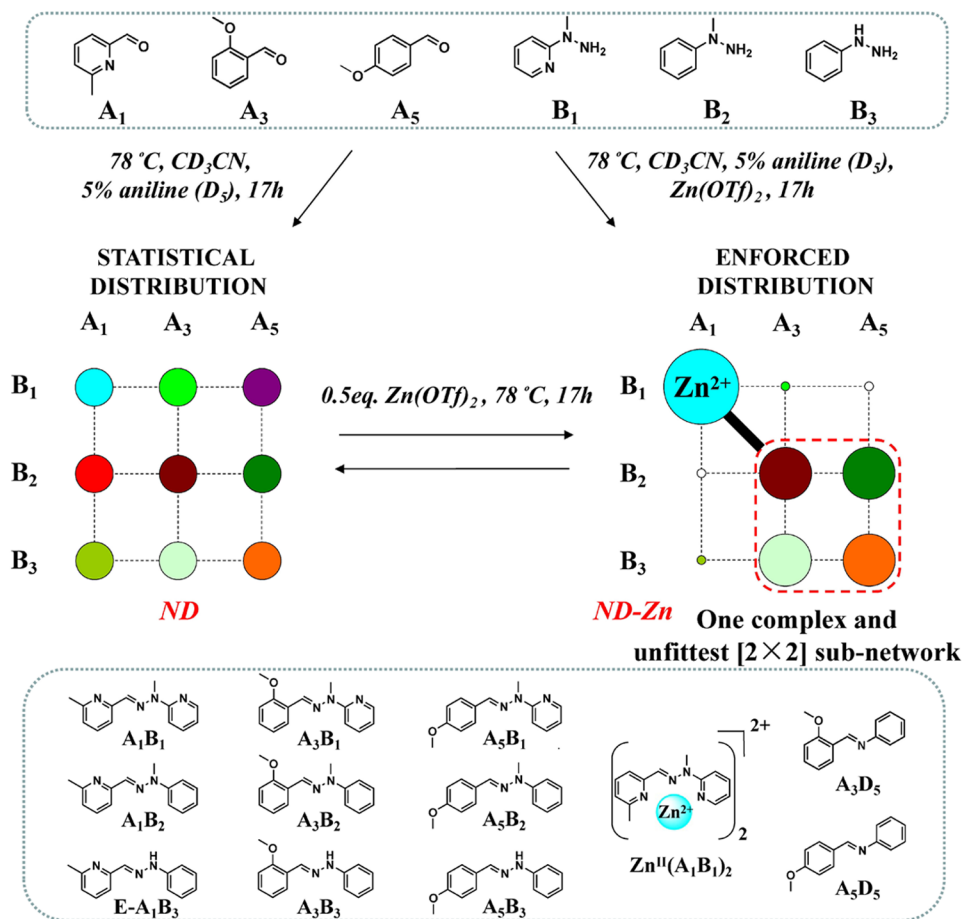 O
N
A₁
O
O
A₃
O
O
A₅
N
NH₂
N
B₁
N
NH₂
B₂
H
N
NH₂
B₃
78 °C, CD₃CN,
5% aniline (D₅), 17h
78 °C, CD₃CN, 5% aniline (D₅),
Zn(OTf)₂, 17h
STATISTICAL
DISTRIBUTION
A₁ A₃ A₅
B₁
B₂
B₃
ND
0.5eq. Zn(OTf)₂, 78 °C, 17h
ENFORCED
DISTRIBUTION
A₁ A₃ A₅
B₁
Zn²⁺
B₂
B₃
ND-Zn
One complex and
unfittest [2×2] sub-network
N
N
N
N
A₁B₁
O
N
N
N
A₃B₁
O
N
N
N
A₅B₁
N
N
N
A₁B₂
O
N
N
A₃B₂
O
N
N
A₅B₂
N
N
H
N
E-A₁B₃
O
N
H
N
A₃B₃
O
N
H
N
A₅B₃
2+
N
N
N
N
Zn²⁺
2
Znᴵᴵ(A₁B₁)₂
O
N
A₃D₅
O
N
A₅D₅